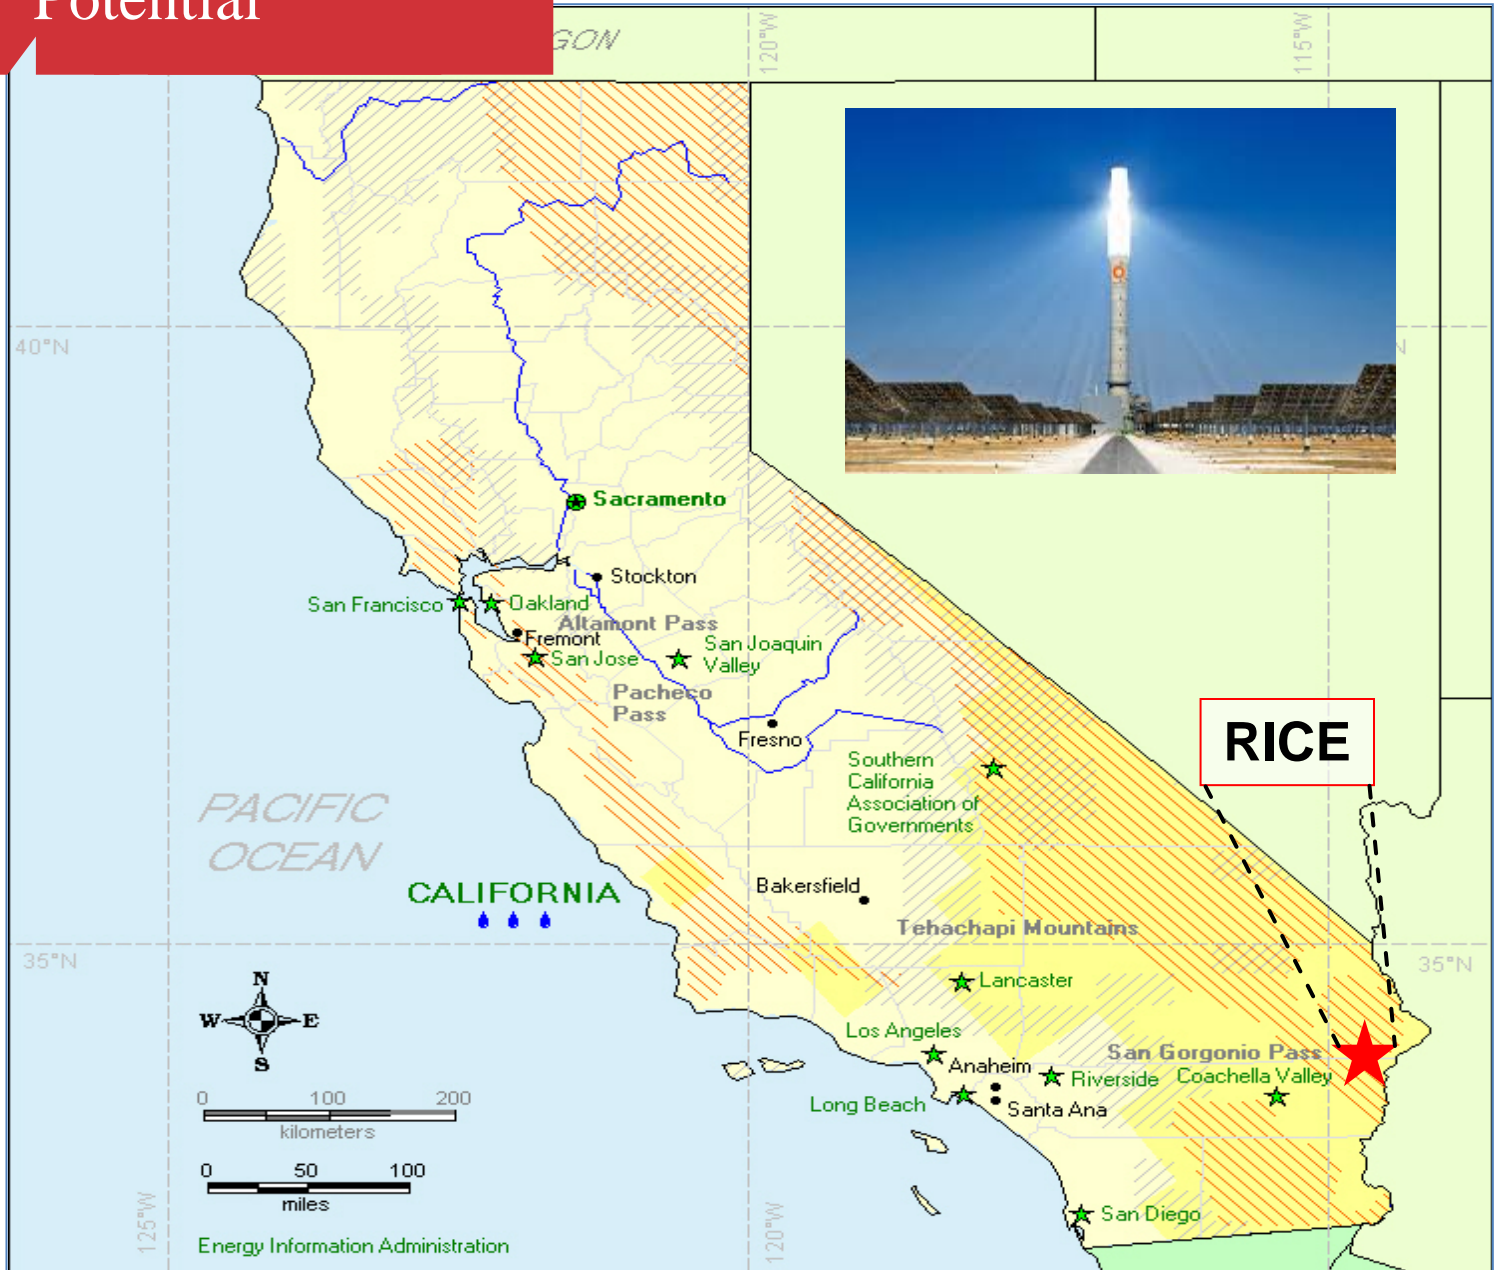 Potential
GON
120°W
115°W
40°N
N
Sacramento
Stockton
San Francisco
Oakland
Altamont Pass
Fremont
San Joaquin
Valley
San Jose
Pacheco
Pass
Fresno
RICE
Southern
California
Association of
Governments
PACIFIC
OCEAN
CALIFORNIA
Bakersfield
Tehachapi Mountains
35°N
35°N
Lancaster
N
W
E
S
Los Angeles
Anaheim
San Gorgonio Pass
Riverside
Coachella Valley
Long Beach
Santa Ana
0 100 200
kilometers
0 50 100
miles
125°W
120°W
San Diego
Energy Information Administration